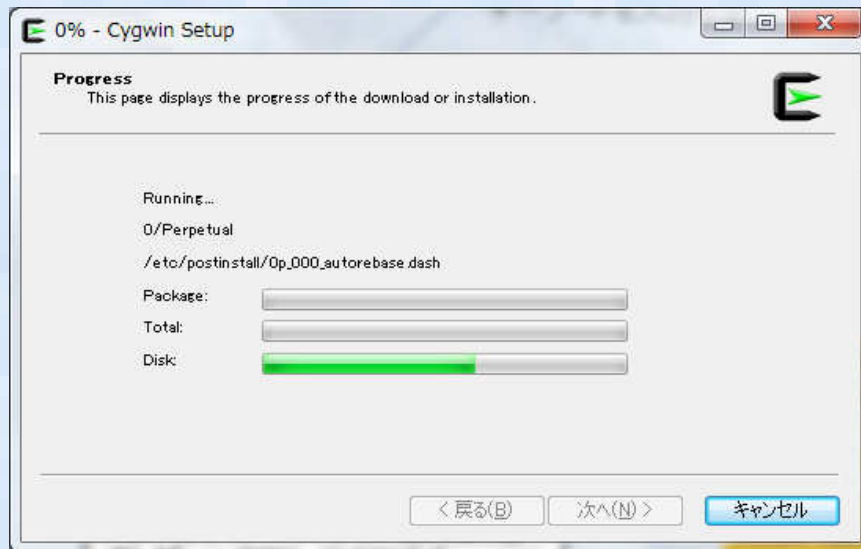 0% - Cygwin Setup
Progress
This page displays the progress of the download or installation.
Running...
0/Perpetual
/etc/postinstall/0p_000_autorebase.dash
Package:
Total:
Disk:
< 戻る(B)
次へ(N) >
キャンセル